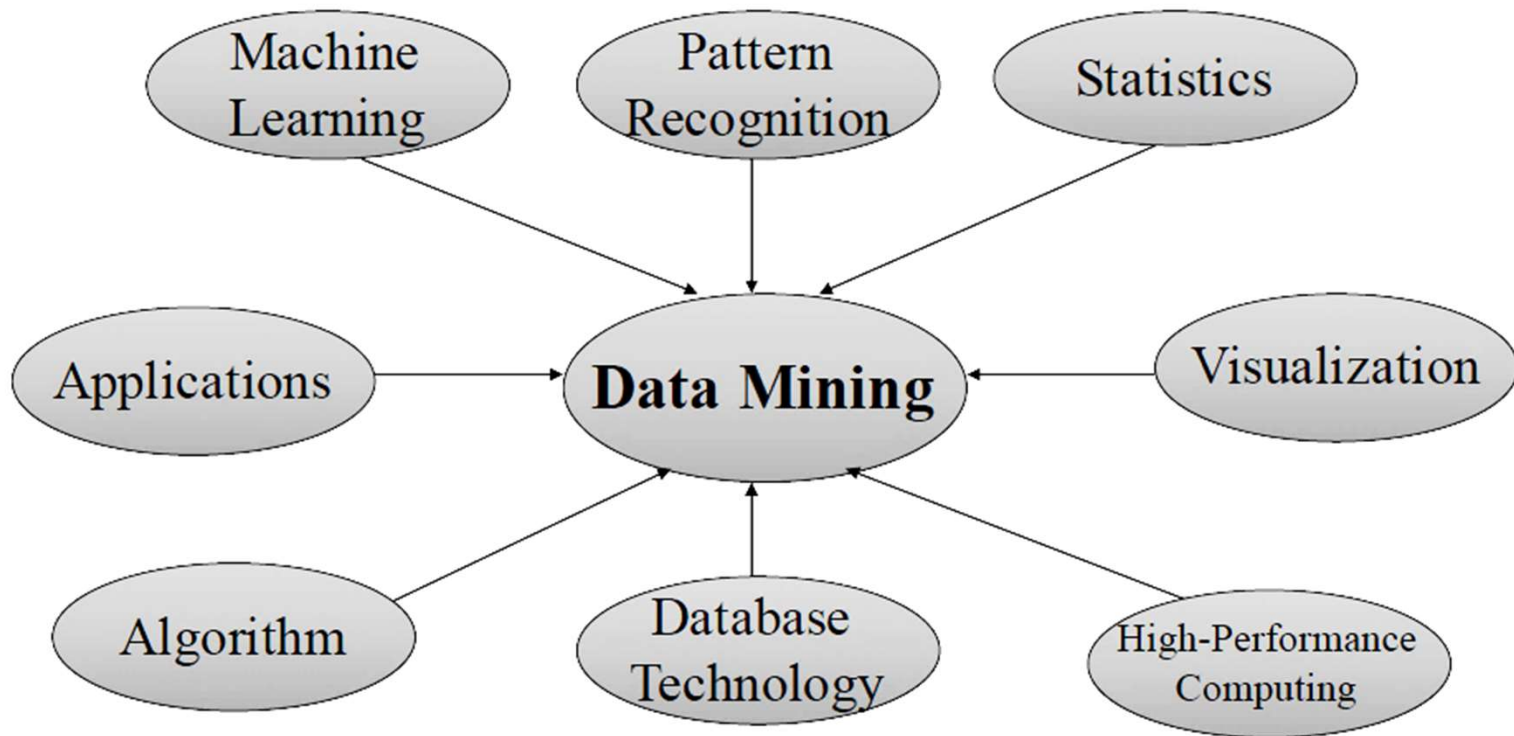 Machine
Learning
Pattern
Recognition
Statistics
Applications
Data Mining
Visualization
Algorithm
Database
Technology
High-Performance
Computing